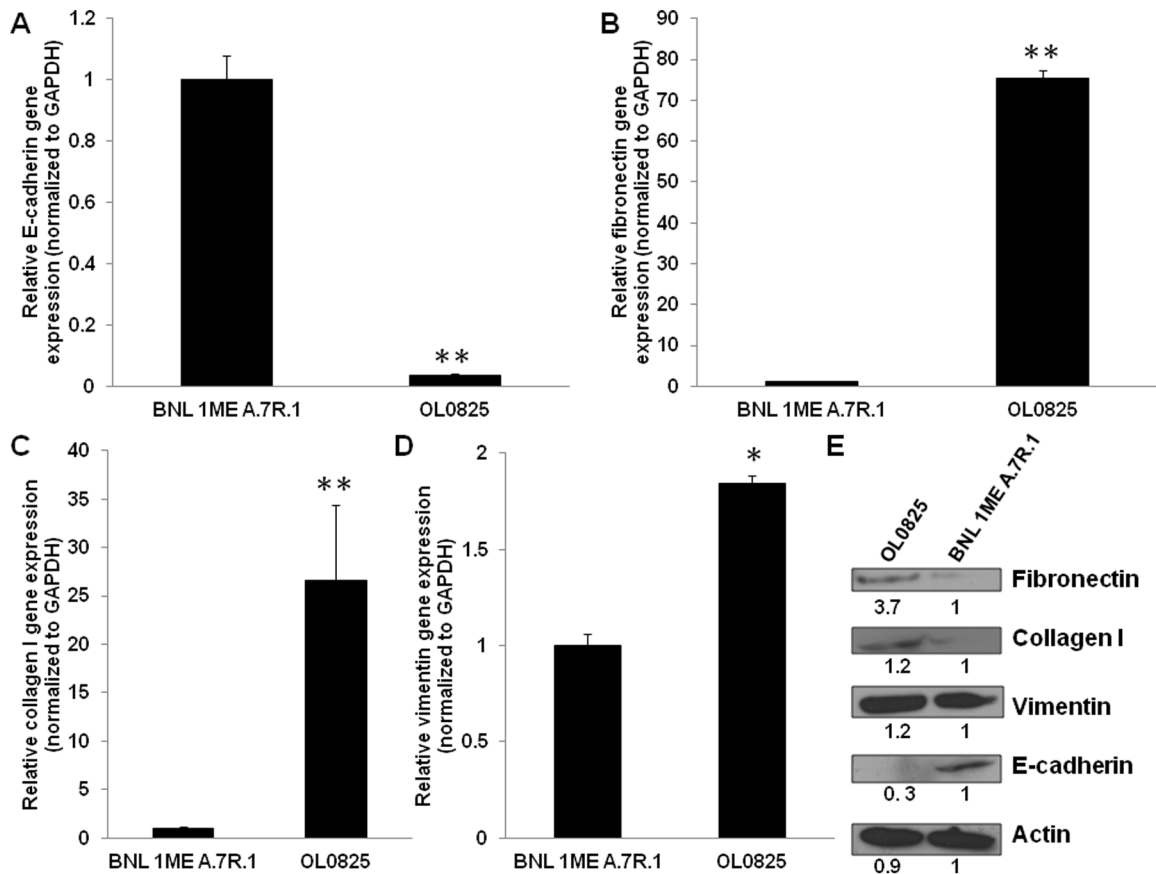 A
Relative E-cadherin gene
expression (normalized to GAPDH)
1.2
1
0.8
0.6
0.4
0.2
0
**
BNL 1ME A.7R.1
OL0825
B
Relative fibronectin gene
expression (normalized to GAPDH)
90
80
70
60
50
40
30
20
10
0
**
BNL 1ME A.7R.1
OL0825
C
Relative collagen I gene expression
(normalized to GAPDH)
40
35
30
25
20
15
10
5
0
**
BNL 1ME A.7R.1
OL0825
D
Relative vimentin gene expression
(normalized to GAPDH)
2
1.5
1
0.5
0
*
BNL 1ME A.7R.1
OL0825
E
OL0825
BNL 1ME A.7R.1
Fibronectin
3.7 1
Collagen I
1.2 1
Vimentin
1.2 1
E-cadherin
0. 3 1
Actin
0.9 1